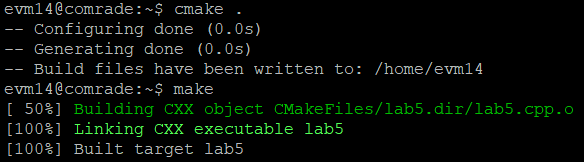 evm14@comrade:~$ cmake .
-- Configuring done (0.0s)
-- Generating done (0.0s)
-- Build files have been written to: /home/evm14
evm14@comrade:~$ make
[ 50%] Building CXX object CMakeFiles/lab5.dir/lab5.cpp.o
[100%] Linking CXX executable lab5
[100%] Built target lab5